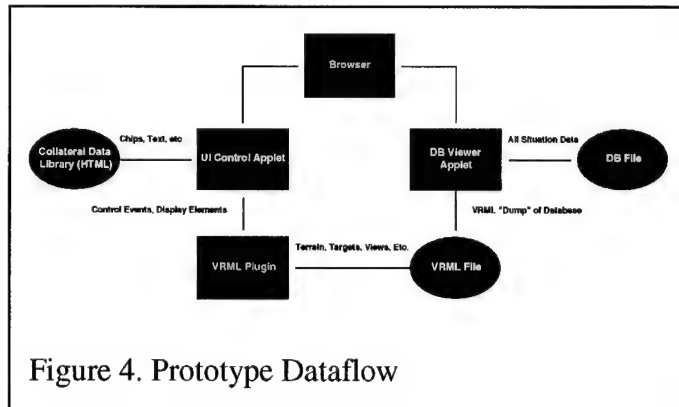 Browser
Chips, Text, etc
All Situation Data
Collateral Data
Library (HTML)
UI Control Applet
DB Viewer
Applet
DB File
Control Events, Display Elements
VRML "Dump" of Database
Terrain, Targets, Views, Etc.
VRML Plugin
VRML File
Figure 4. Prototype Dataflow